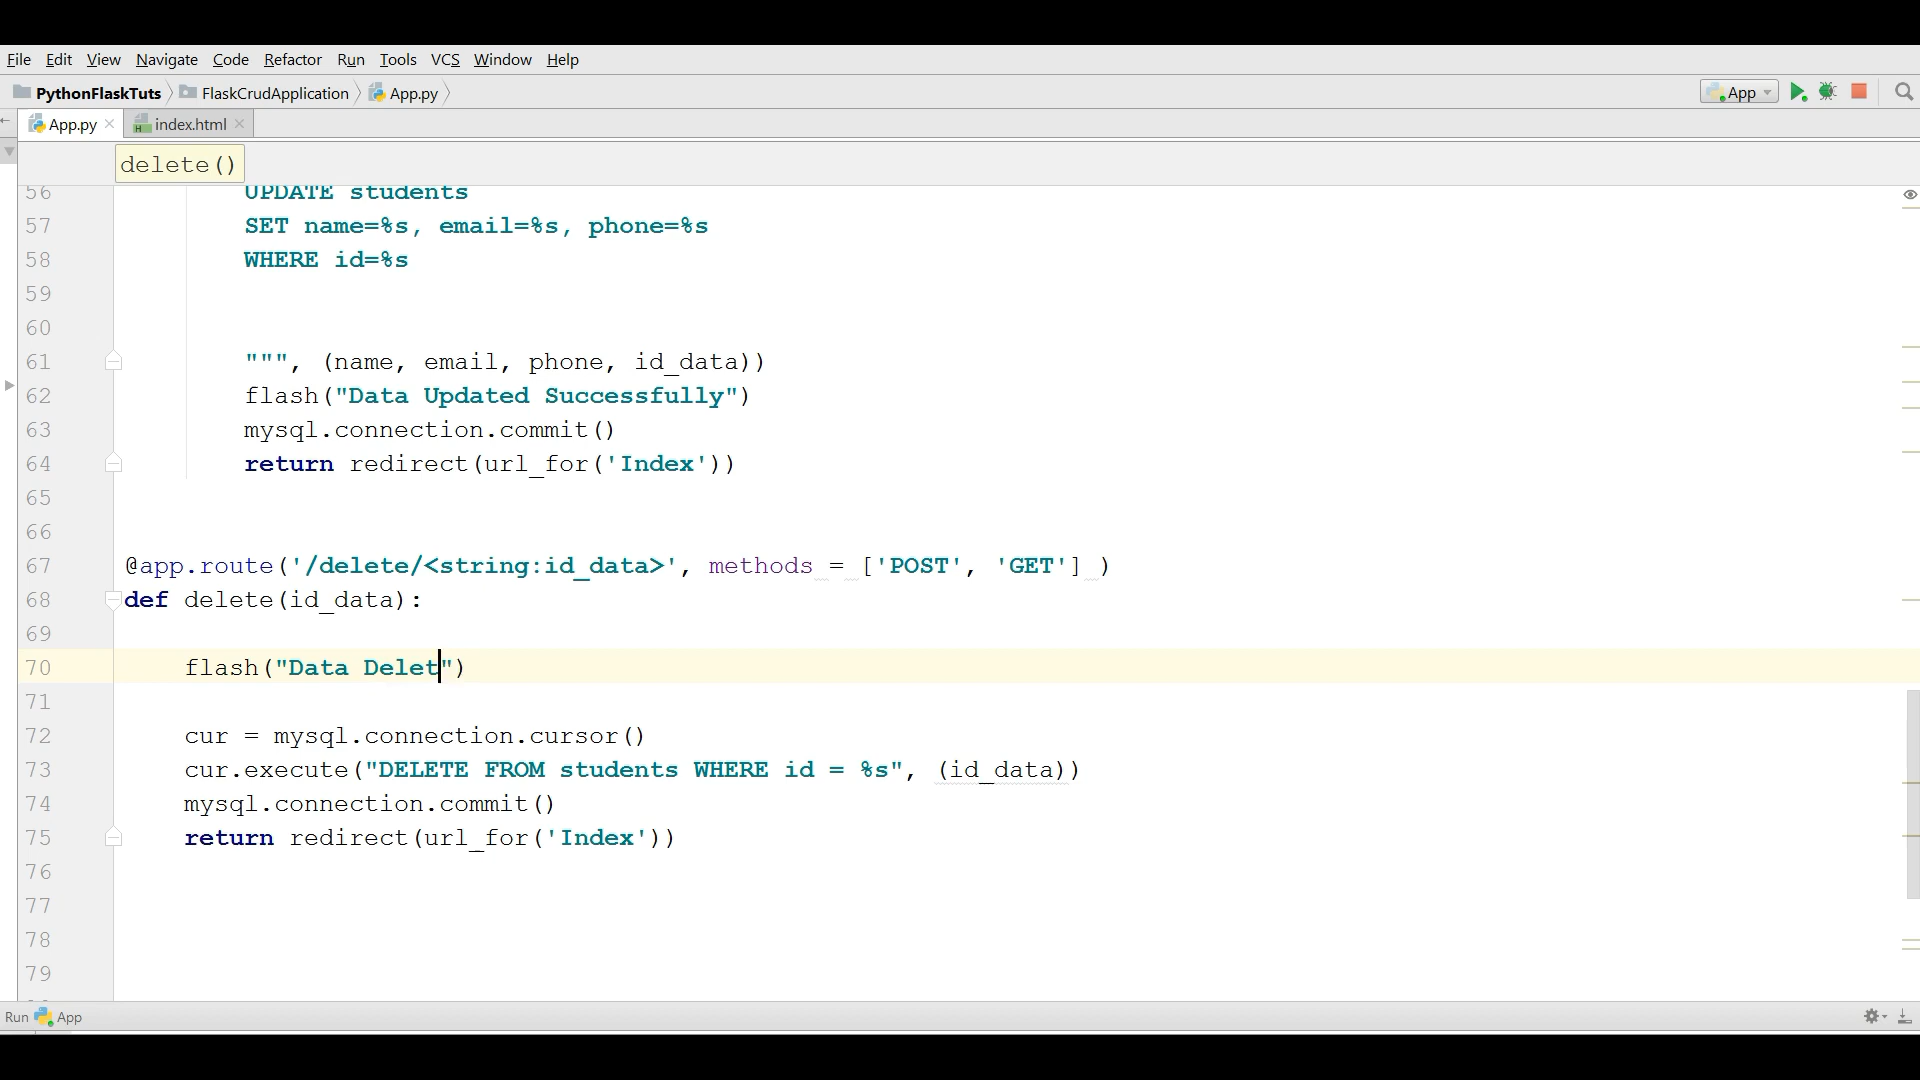 File Edit View Navigate Code Refactor Run Tools VCS Window Help
PythonFlaskTuts FlaskCrudApplication App.py App
App.py index.html
delete()
56 UPDATE students
57 SET name=%s, email=%s, phone=%s
58 WHERE id=%s
59
60
61 """, (name, email, phone, id_data))
62 flash("Data Updated Successfully")
63 mysql.connection.commit()
64 return redirect(url_for('Index'))
65
66
67 @app.route('/delete/<string:id_data>', methods = ['POST', 'GET'] )
68 def delete(id_data):
69
70 flash("Data Delet")
71
72 cur = mysql.connection.cursor()
73 cur.execute("DELETE FROM students WHERE id = %s", (id_data))
74 mysql.connection.commit()
75 return redirect(url_for('Index'))
76
77
78
79
Run App